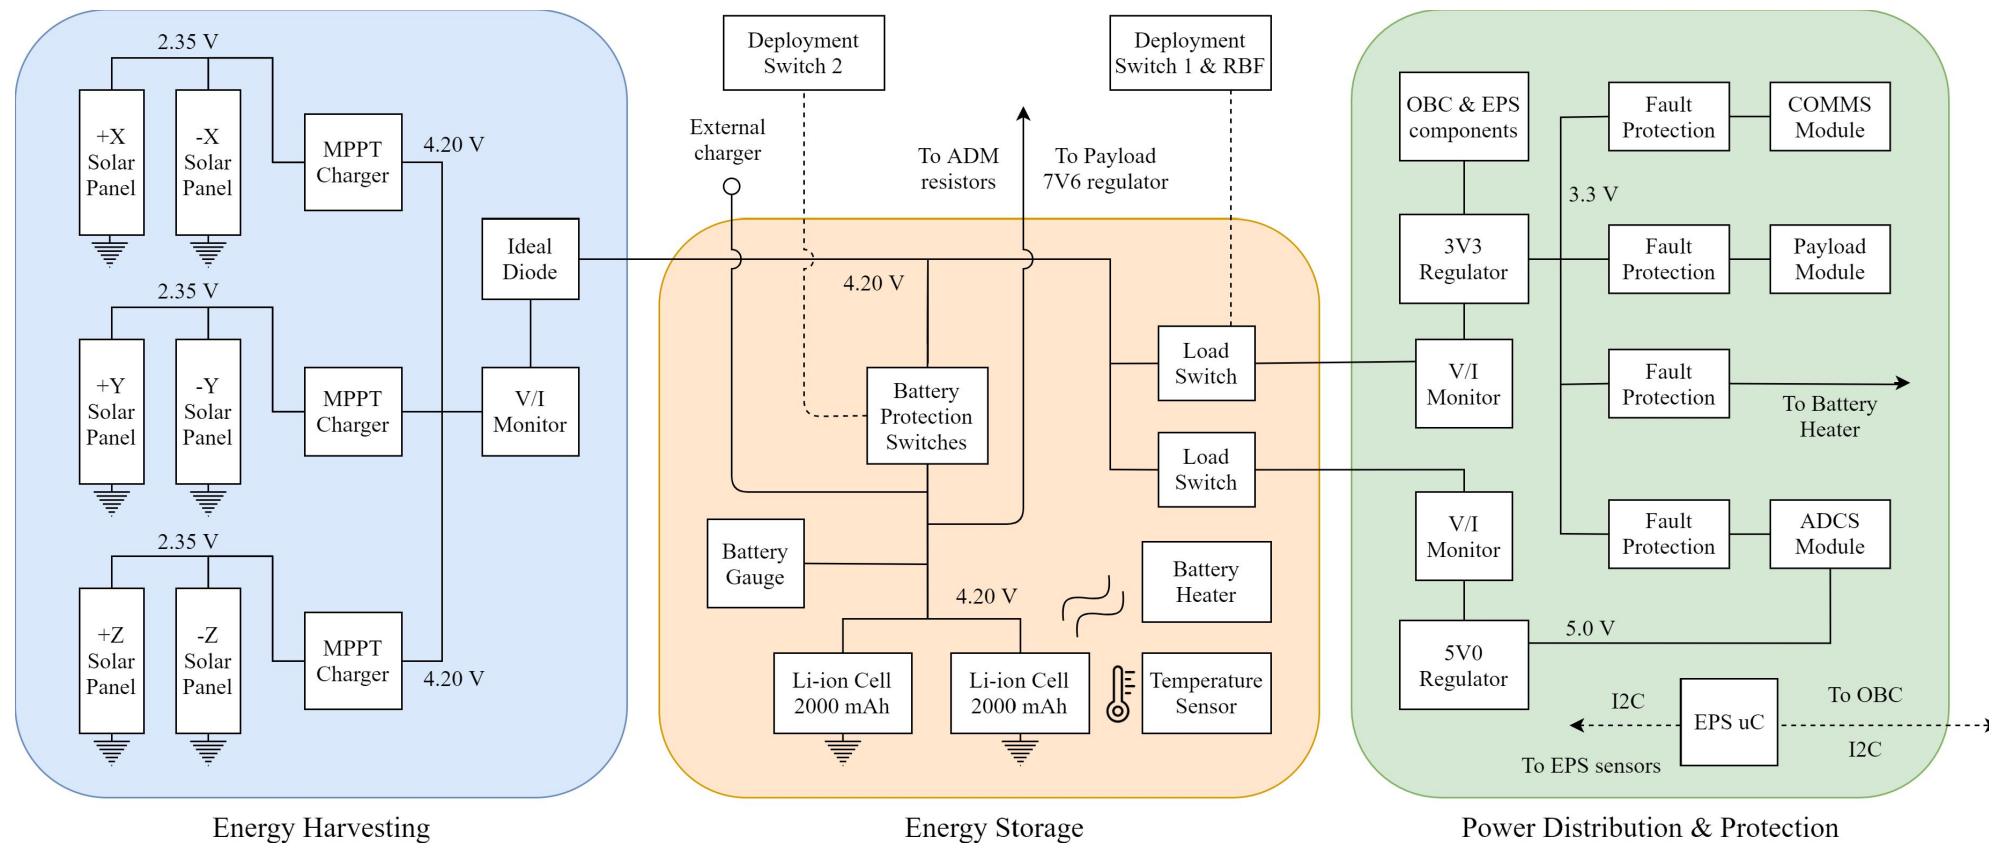 2.35 V
+X
Solar
Panel
-X
Solar
Panel
MPPT
Charger
4.20 V
2.35 V
+Y
Solar
Panel
-Y
Solar
Panel
MPPT
Charger
Ideal
Diode
V/I
Monitor
2.35 V
+Z
Solar
Panel
-Z
Solar
Panel
MPPT
Charger
4.20 V
Energy Harvesting
Deployment
Switch 2
Deployment
Switch 1 & RBF
External
charger
To ADM
resistors
To Payload
7V6 regulator
4.20 V
Battery
Protection
Switches
Load
Switch
Load
Switch
Battery
Gauge
4.20 V
Battery
Heater
Li-ion Cell
2000 mAh
Li-ion Cell
2000 mAh
Temperature
Sensor
Energy Storage
OBC & EPS
components
Fault
Protection
COMMS
Module
3.3 V
3V3
Regulator
Fault
Protection
Payload
Module
V/I
Monitor
Fault
Protection
To Battery
Heater
V/I
Monitor
Fault
Protection
ADCS
Module
5.0 V
5V0
Regulator
I2C
EPS uC
To OBC
I2C
To EPS sensors
Power Distribution & Protection